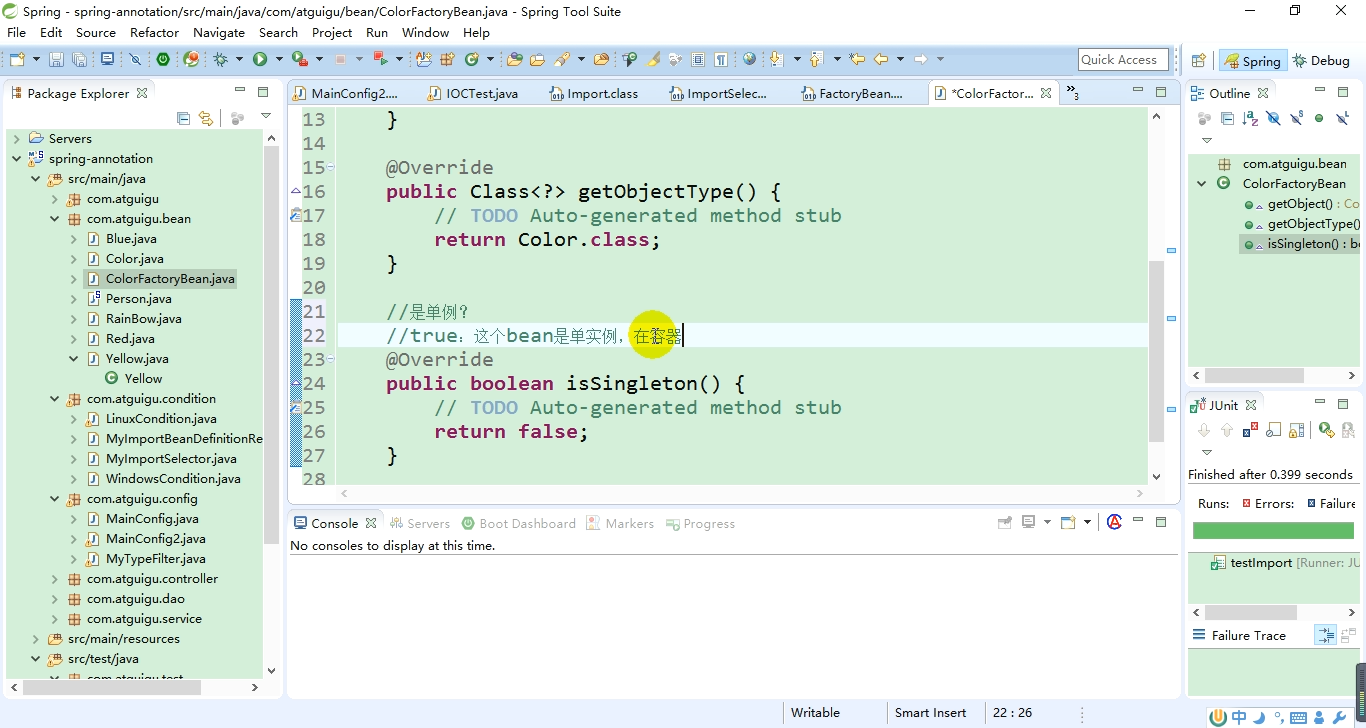 Spring - spring-annotation/src/main/java/com/atguigu/bean/ColorFactoryBean.java - Spring Tool Suite
File Edit Source Refactor Navigate Search Project Run Window Help
Quick Access
Spring
Debug
Package Explorer
MainConfig2....
IOCTest.java
Import.class
ImportSelec...
FactoryBean....
*ColorFactor...
»3
Outline
Servers
spring-annotation
src/main/java
com.atguigu
com.atguigu.bean
Blue.java
Color.java
ColorFactoryBean.java
Person.java
RainBow.java
Red.java
Yellow.java
Yellow
com.atguigu.condition
LinuxCondition.java
MyImportBeanDefinitionRe
MyImportSelector.java
WindowsCondition.java
com.atguigu.config
MainConfig.java
MainConfig2.java
MyTypeFilter.java
com.atguigu.controller
com.atguigu.dao
com.atguigu.service
src/main/resources
src/test/java
com.atguigu.test
13 }
14
15 @Override
16 public Class<?> getObjectType() {
17 // TODO Auto-generated method stub
18 return Color.class;
19 }
20
21 //是单例？
22 //true：这个bean是单实例，在容器
23 @Override
24 public boolean isSingleton() {
25 // TODO Auto-generated method stub
26 return false;
27 }
28
com.atguigu.bean
ColorFactoryBean
getObject() : Co
getObjectType()
isSingleton() : bo
JUnit
Finished after 0.399 seconds
Runs:
Errors:
Failure
testImport [Runner: JU
Failure Trace
Console
Servers
Boot Dashboard
Markers
Progress
No consoles to display at this time.
Writable
Smart Insert
22 : 26
中